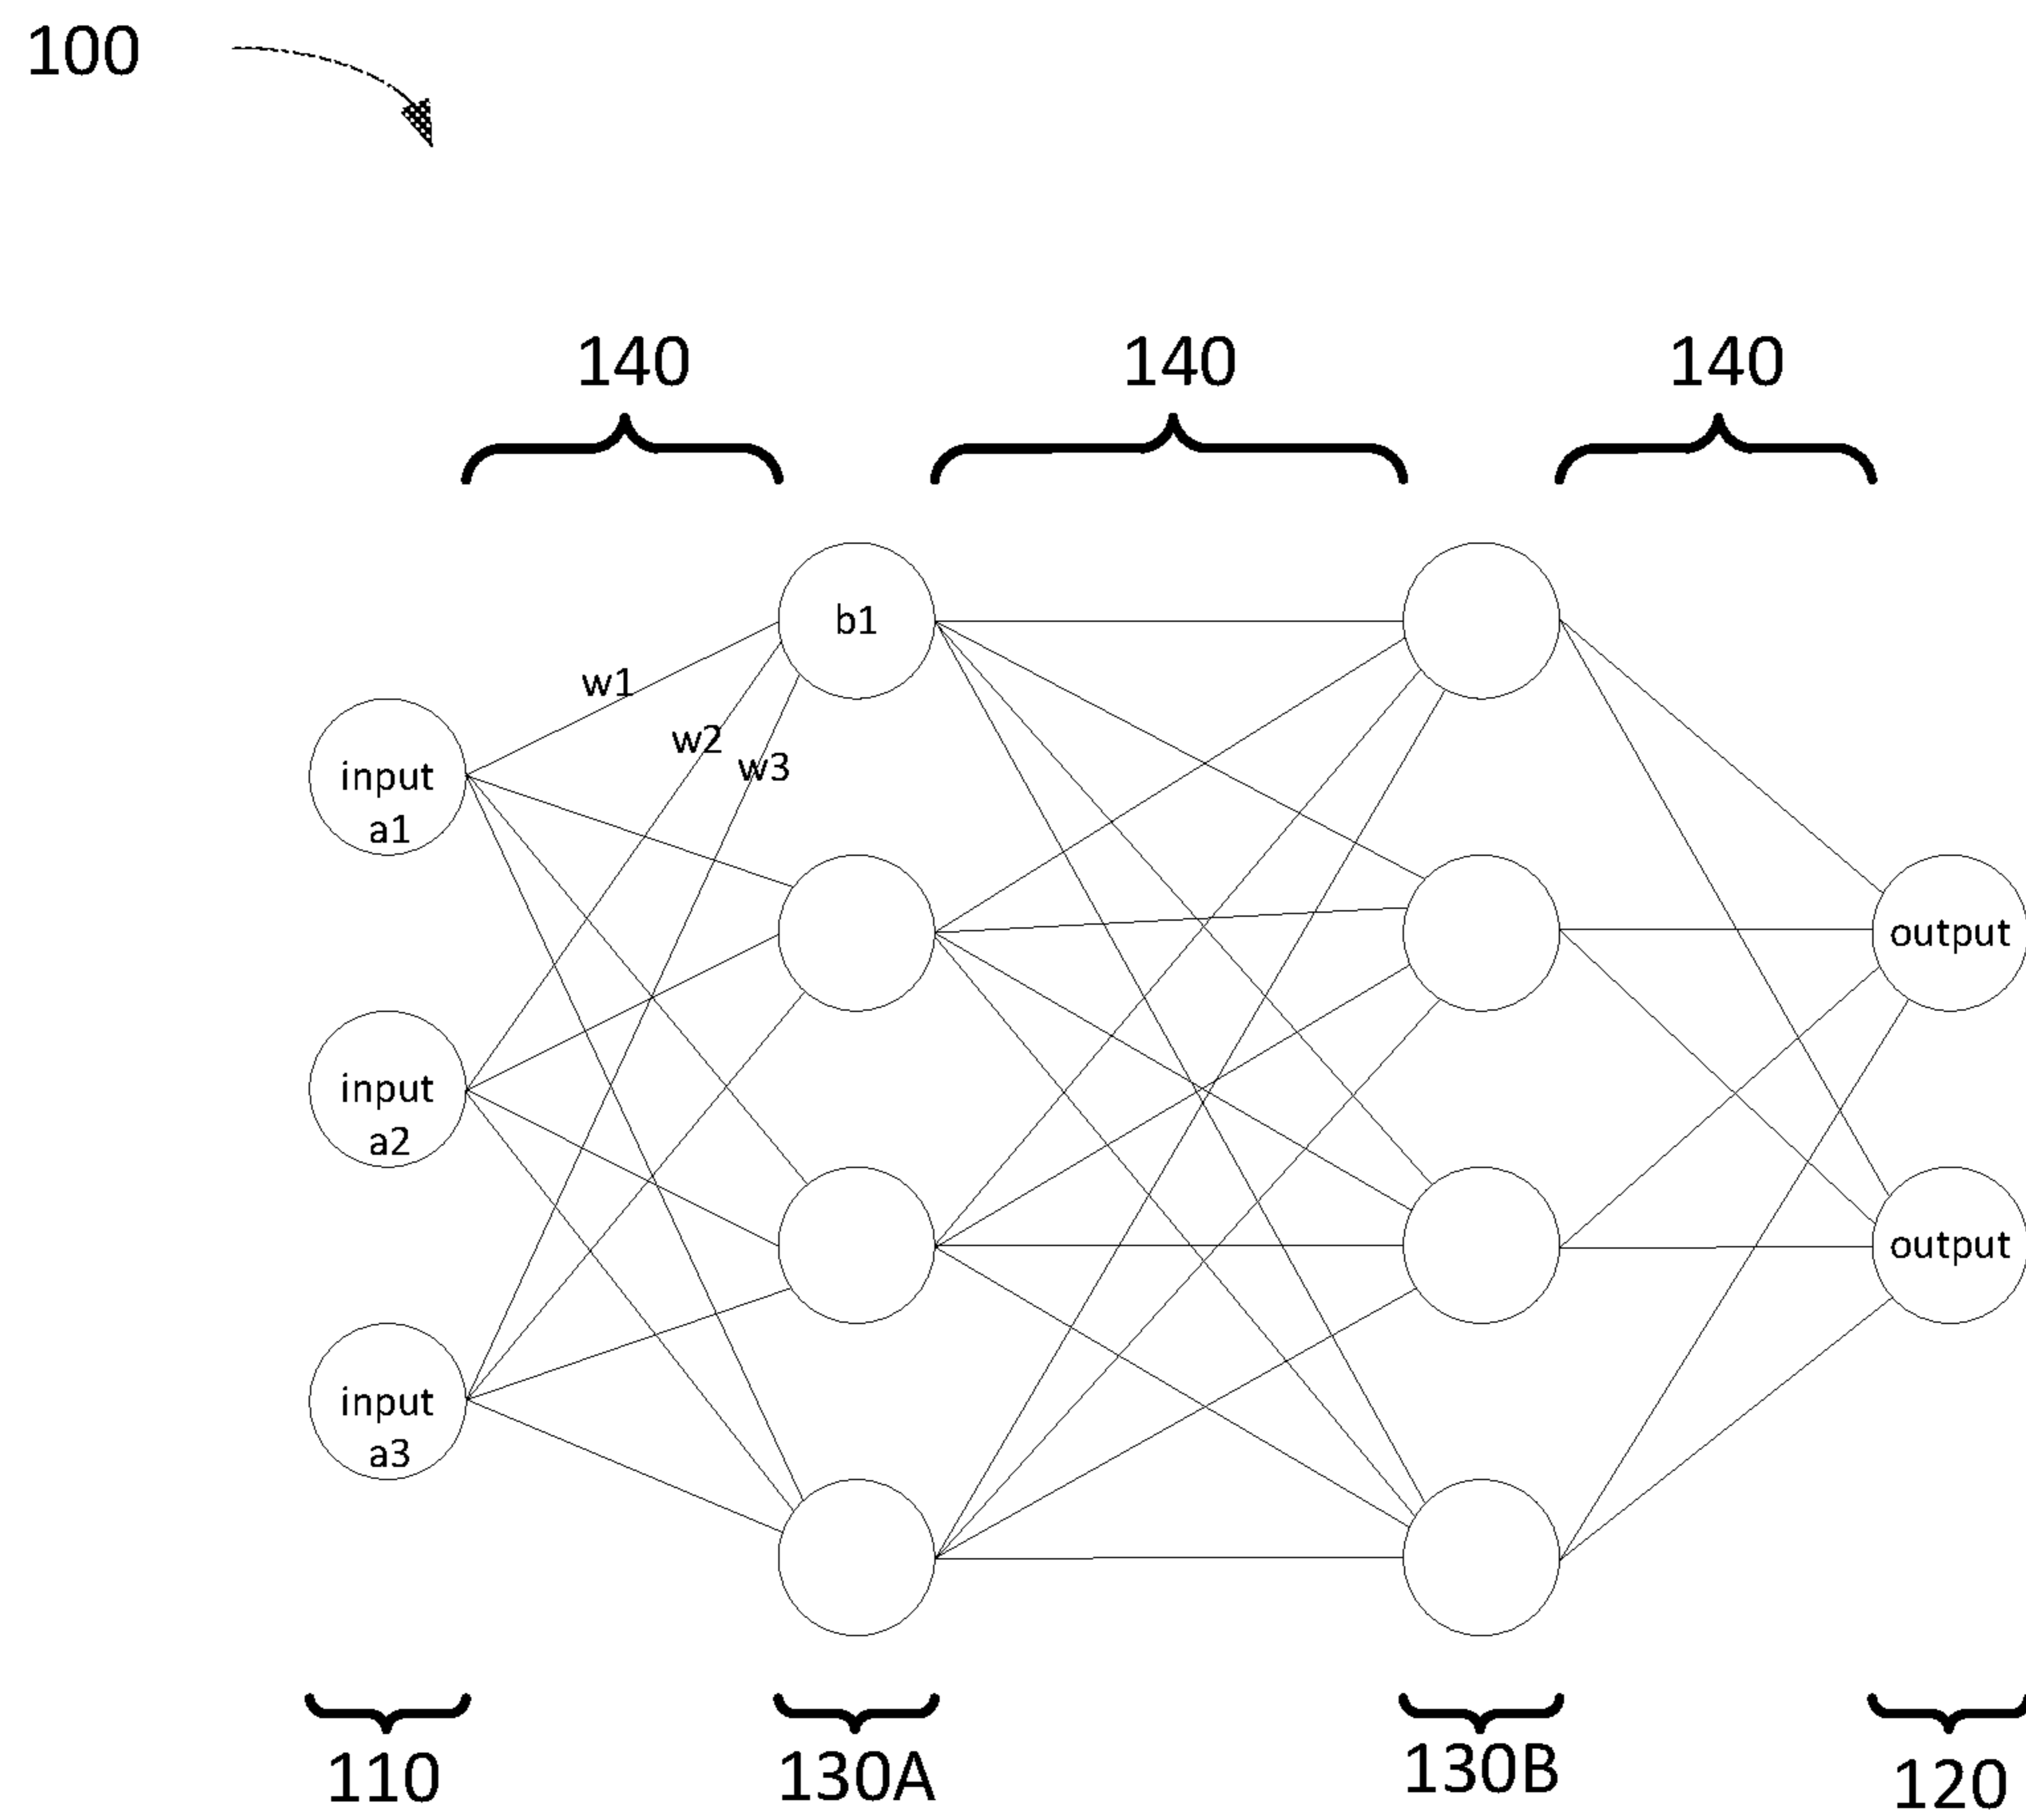 100
140 140 140
b1
w1
w2
w3
input
a1
output
input
a2
output
input
a3
110 130A 130B 120